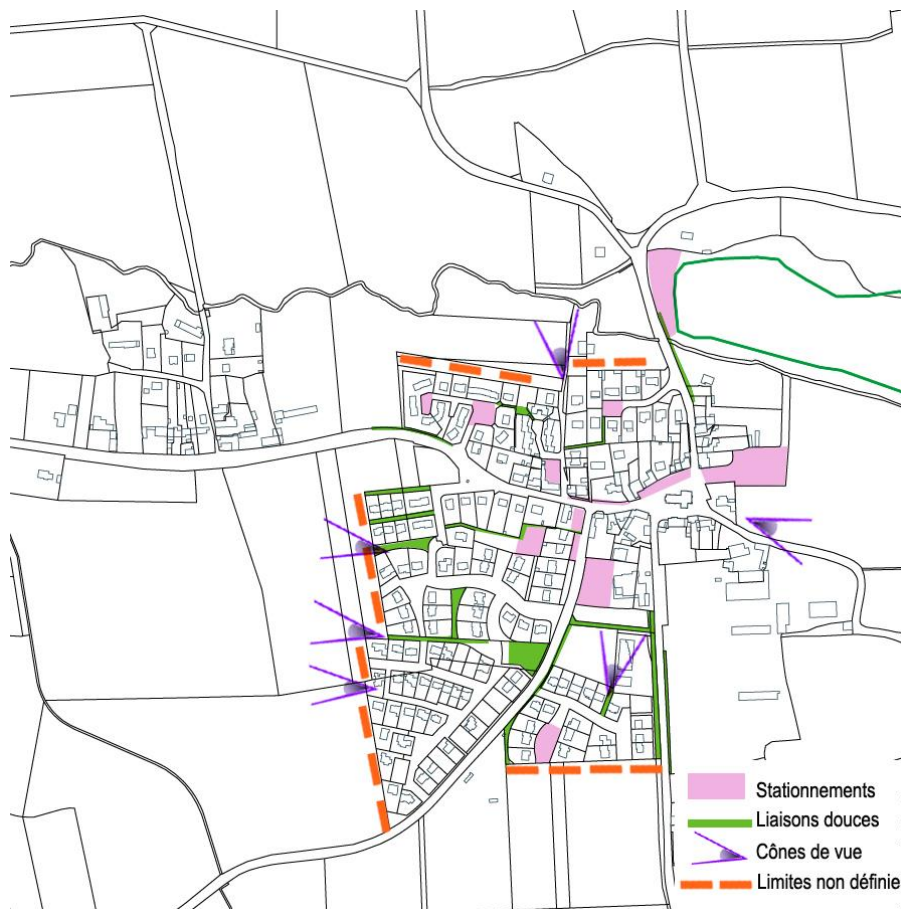 Stationnements
Liaisons douces
Cônes de vue
Limites non définie